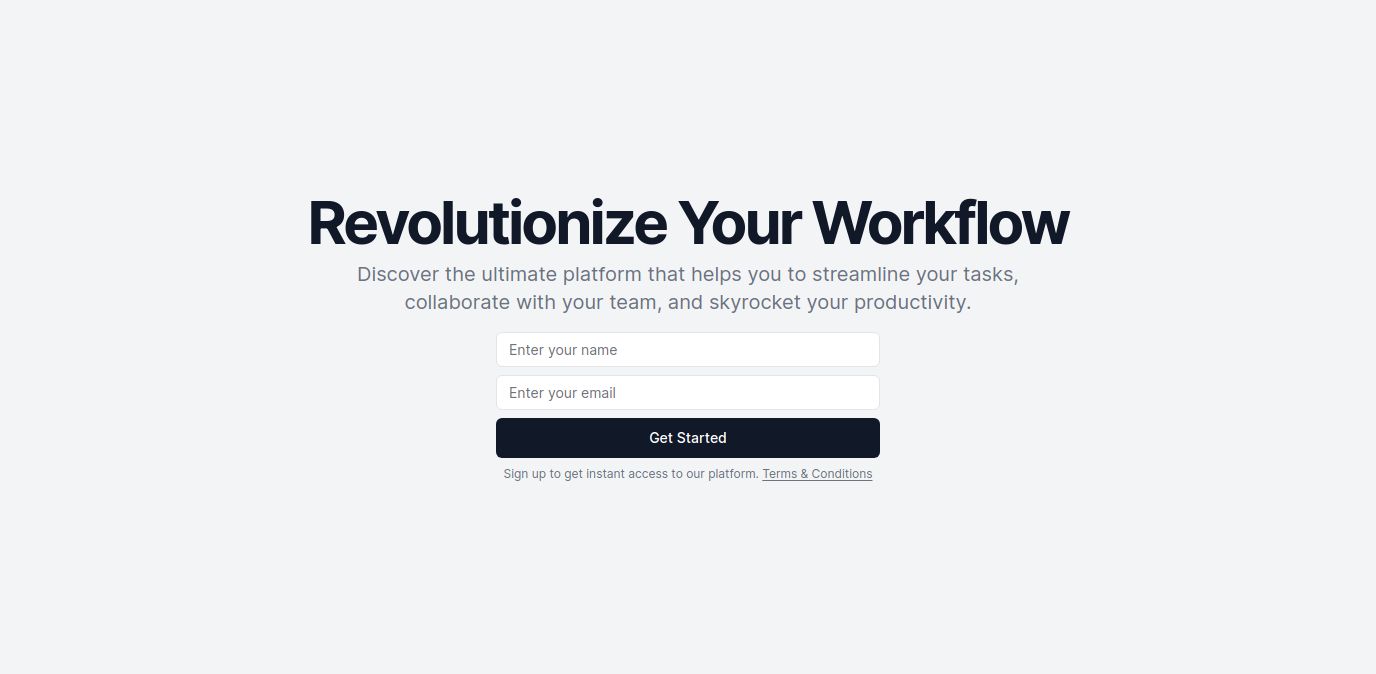 Revolutionize Your Workflow
Discover the ultimate platform that helps you to streamline your tasks,
collaborate with your team, and skyrocket your productivity.
Enter your name
Enter your email
Get Started
Sign up to get instant access to our platform. Terms & Conditions